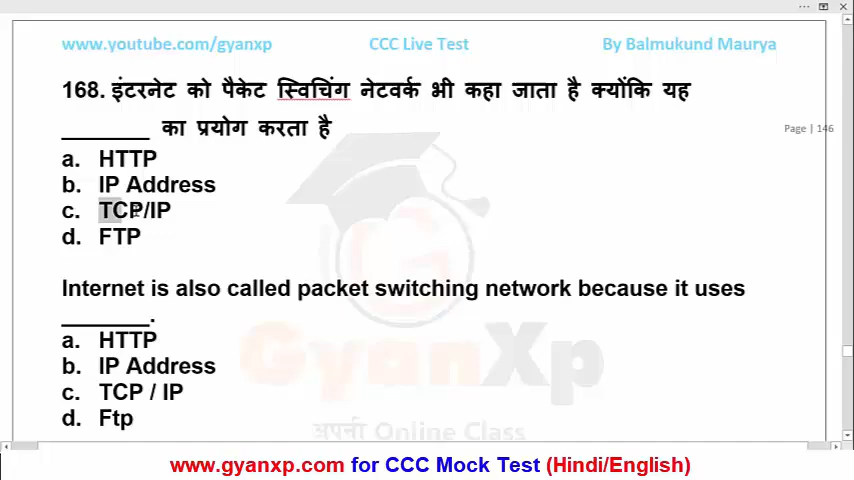 www.youtube.com/gyanxp CCC Live Test By Balmukund Maurya
168. इंटरनेट को पैकेट स्विचिंग नेटवर्क भी कहा जाता है क्योंकि यह
_______ का प्रयोग करता है
Page | 146
a. HTTP
b. IP Address
c. TCP/IP
d. FTP
Internet is also called packet switching network because it uses
_______.
a. HTTP
b. IP Address
c. TCP / IP
d. Ftp
GyanXp
अपनी Online Class
www.gyanxp.com for CCC Mock Test (Hindi/English)